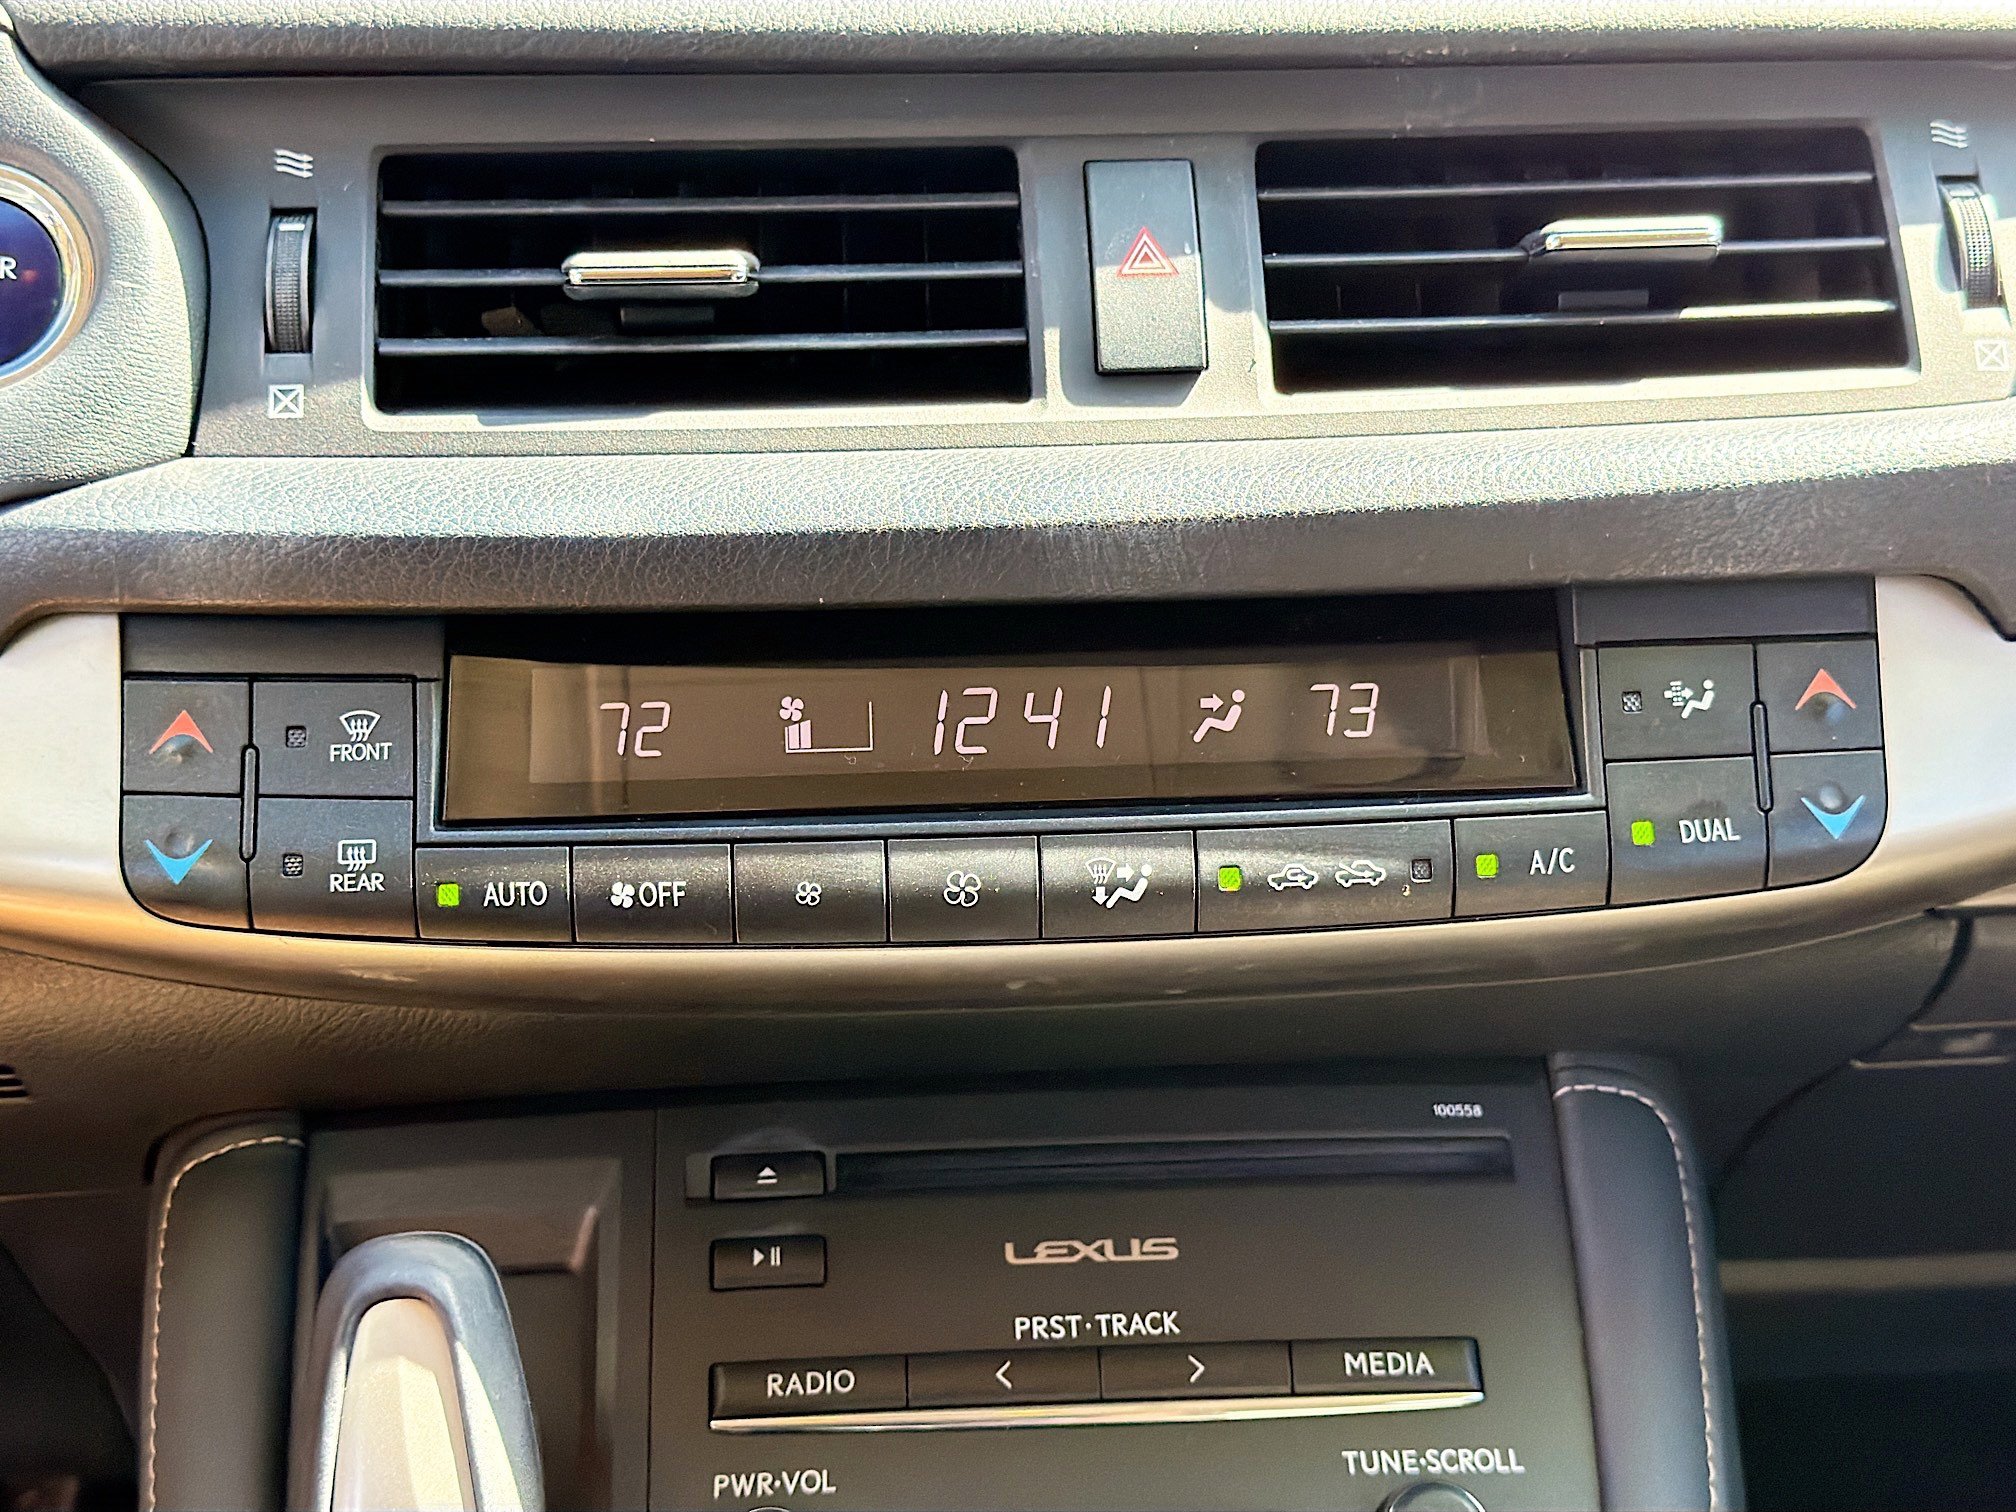 R
72 1241 73
FRONT
REAR
AUTO
OFF
A/C
DUAL
100558
LEXUS
PRST·TRACK
RADIO < > MEDIA
PWR·VOL
TUNE·SCROLL